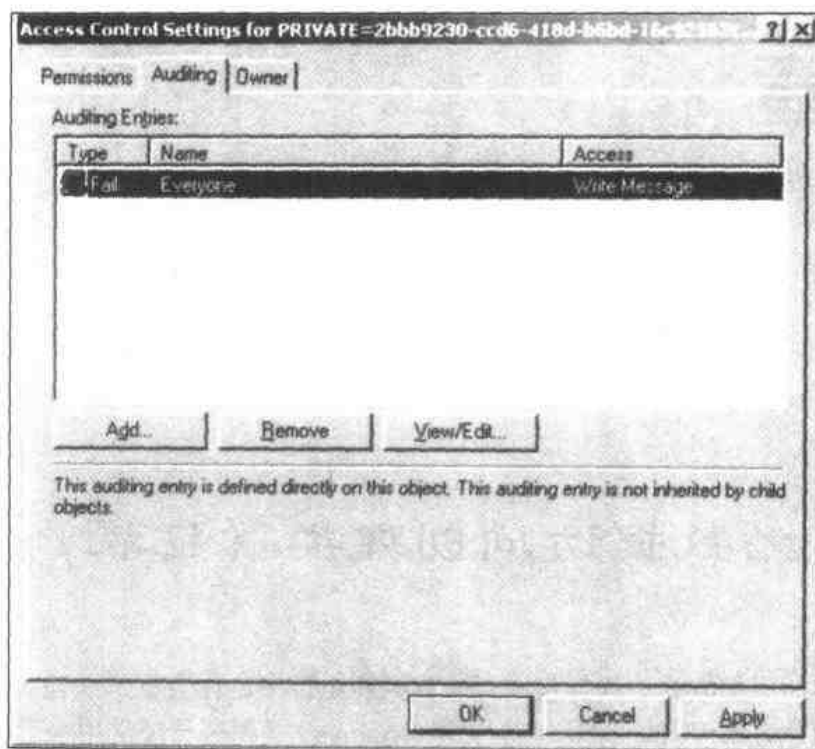 Access Control Settings for PRIVATE=2bbb9230-ccd6-418d-b6bd-
Permissions Auditing Owner
Auditing Entries:
Type Name Access
Fail Everyone Write Message
Add... Remove View/Edit...
This auditing entry is defined directly on this object. This auditing entry is not inherited by child
objects.
OK Cancel Apply